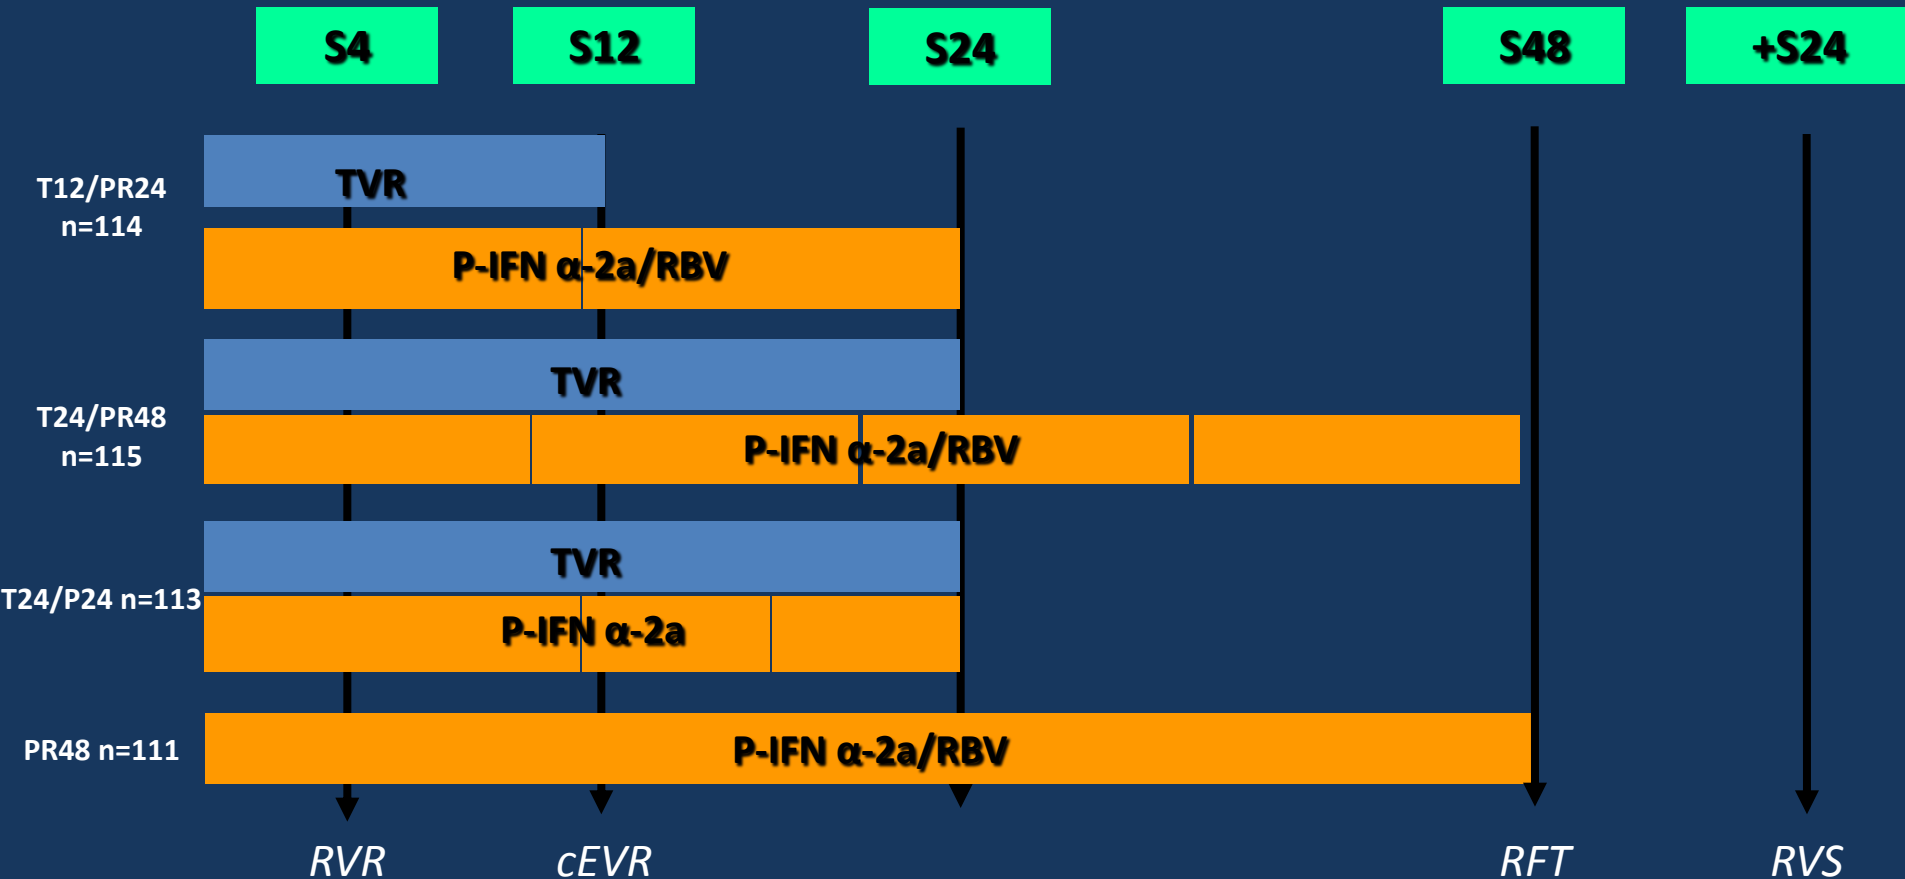 S4
S12
S24
S48
+S24
T12/PR24
n=114
TVR
P-IFN α-2a/RBV
T24/PR48
n=115
TVR
P-IFN α-2a/RBV
T24/P24 n=113
TVR
P-IFN α-2a
PR48 n=111
P-IFN α-2a/RBV
RVR
cEVR
RFT
RVS